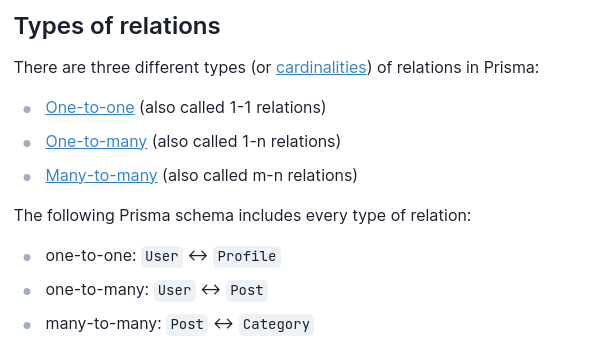 Types of relations
There are three different types (or cardinalities) of relations in Prisma:
One-to-one (also called 1-1 relations)
One-to-many (also called 1-n relations)
Many-to-many (also called m-n relations)
The following Prisma schema includes every type of relation:
one-to-one: User ↔ Profile
one-to-many: User ↔ Post
many-to-many: Post ↔ Category